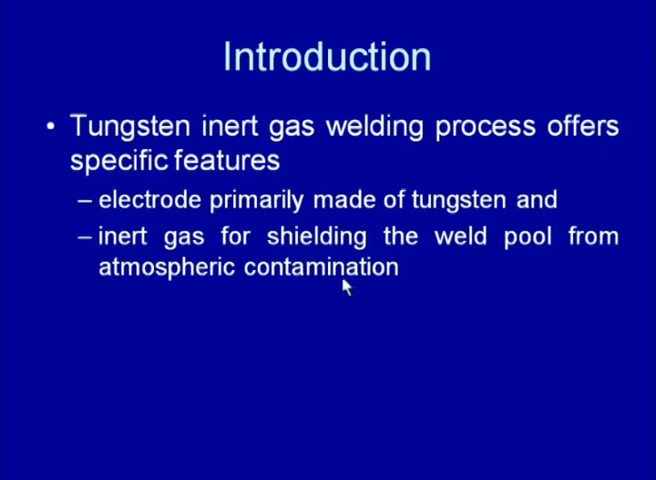 Introduction
• Tungsten inert gas welding process offers
specific features
– electrode primarily made of tungsten and
– inert gas for shielding the weld pool from
atmospheric contamination